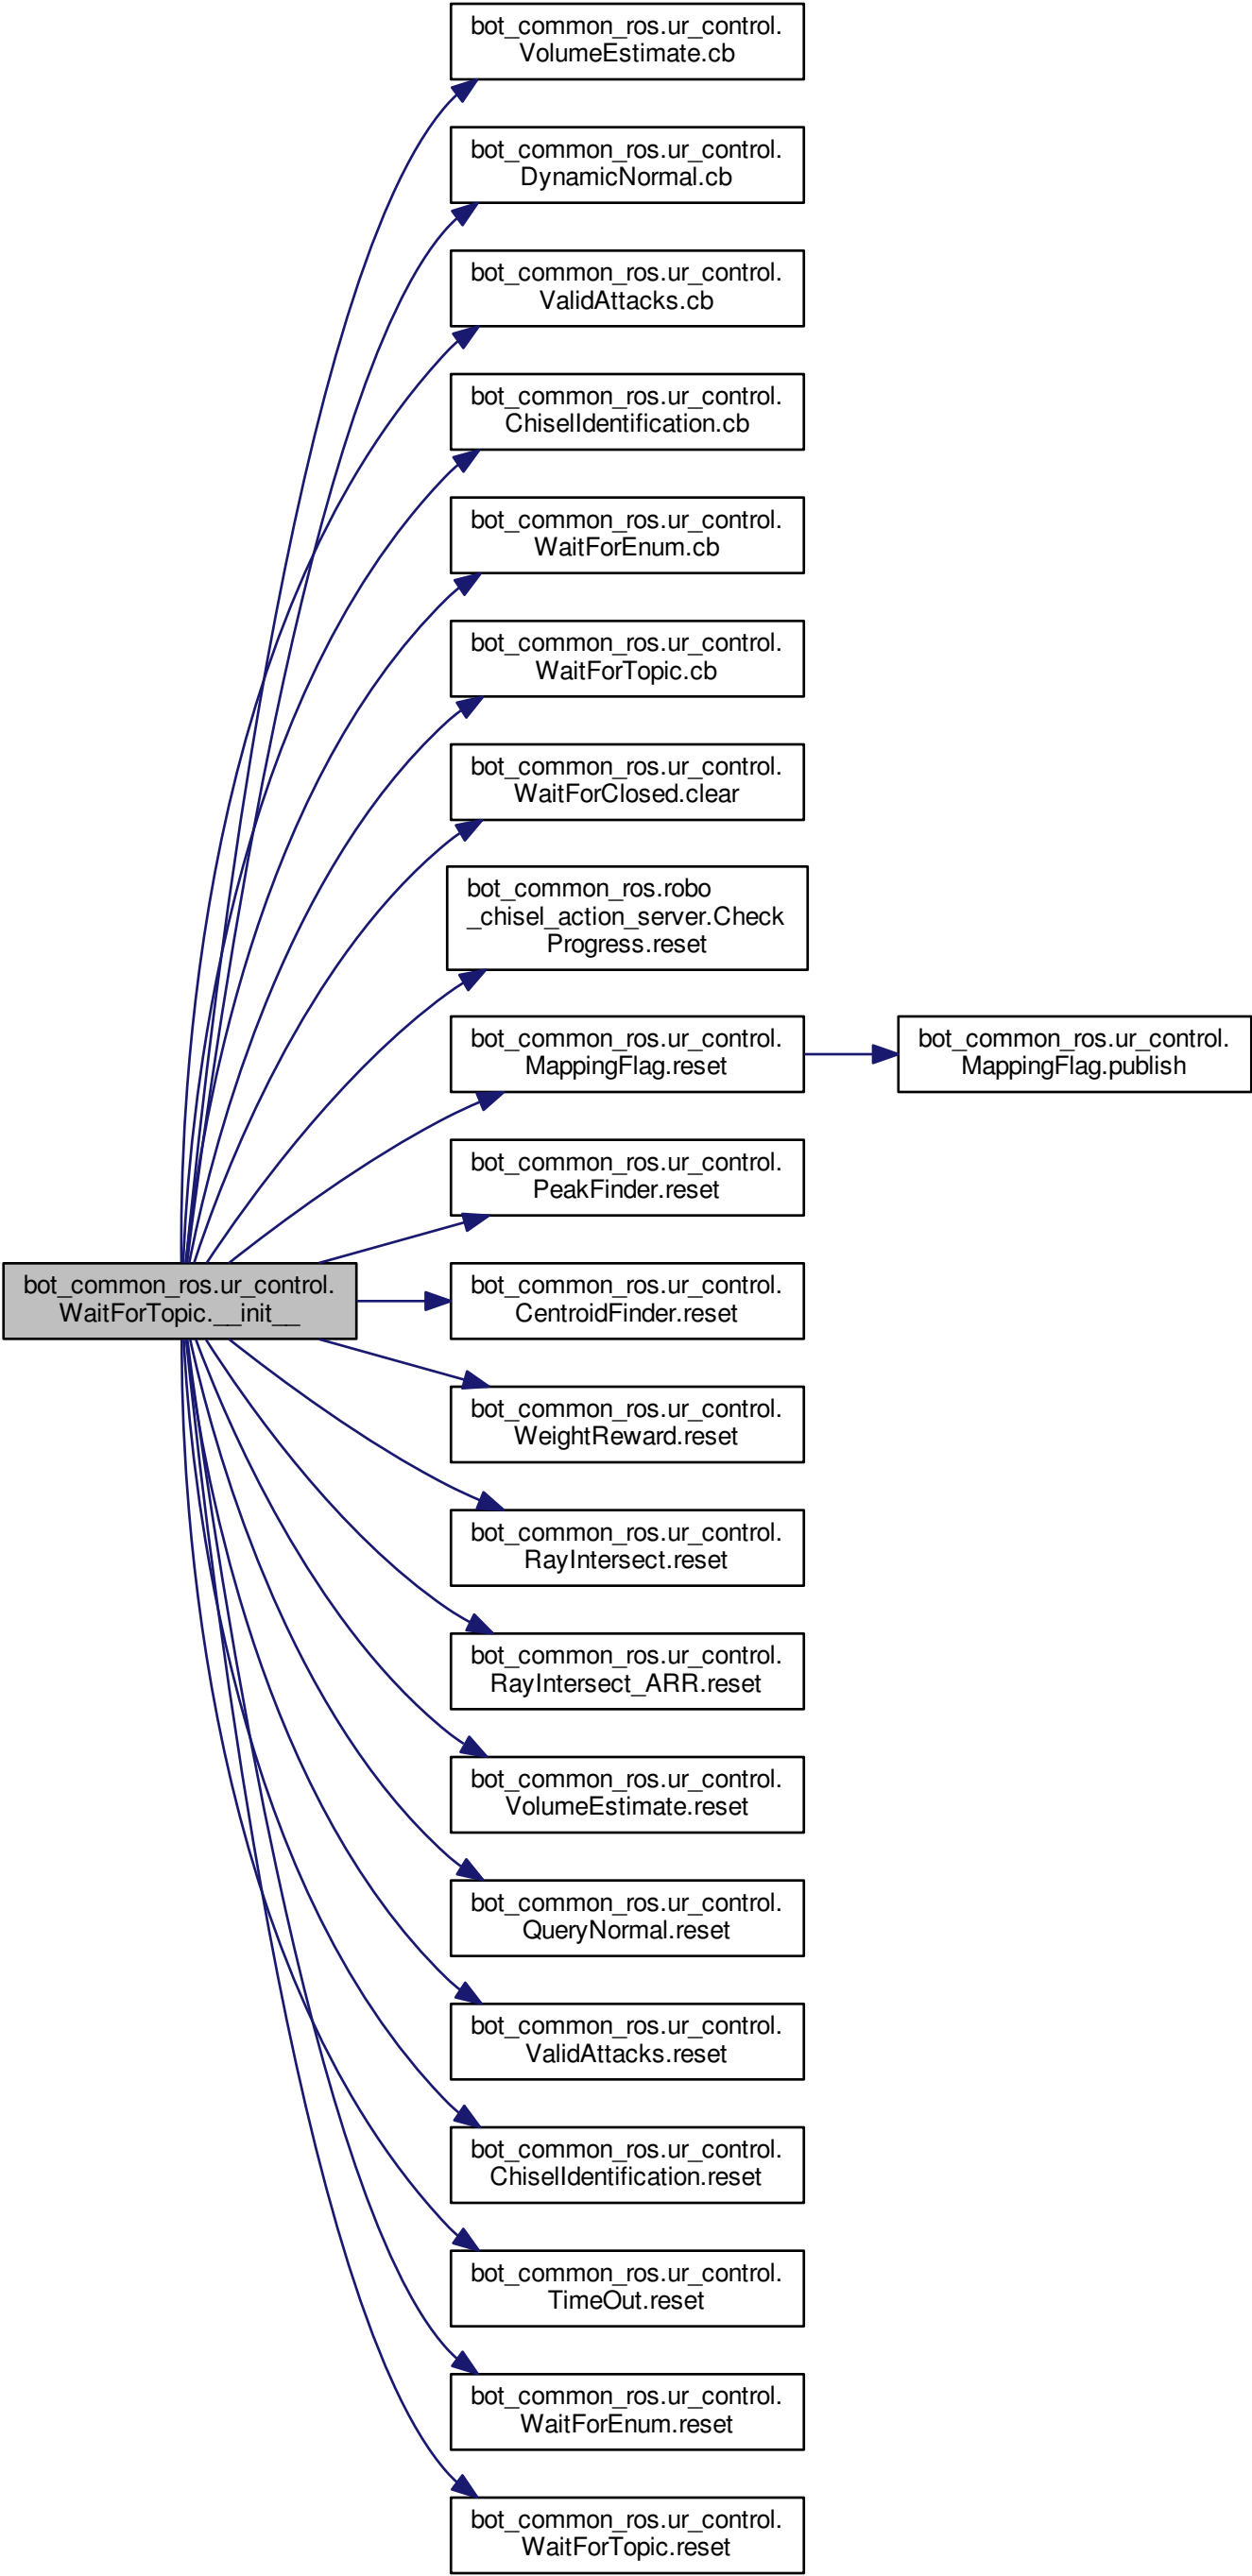 bot_common_ros.ur_control.
VolumeEstimate.cb
bot_common_ros.ur_control.
DynamicNormal.cb
bot_common_ros.ur_control.
ValidAttacks.cb
bot_common_ros.ur_control.
ChiselIdentification.cb
bot_common_ros.ur_control.
WaitForEnum.cb
bot_common_ros.ur_control.
WaitForTopic.cb
bot_common_ros.ur_control.
WaitForClosed.clear
bot_common_ros.robo
_chisel_action_server.Check
Progress.reset
bot_common_ros.ur_control.
MappingFlag.reset
bot_common_ros.ur_control.
MappingFlag.publish
bot_common_ros.ur_control.
PeakFinder.reset
bot_common_ros.ur_control.
WaitForTopic.__init__
bot_common_ros.ur_control.
CentroidFinder.reset
bot_common_ros.ur_control.
WeightReward.reset
bot_common_ros.ur_control.
RayIntersect.reset
bot_common_ros.ur_control.
RayIntersect_ARR.reset
bot_common_ros.ur_control.
VolumeEstimate.reset
bot_common_ros.ur_control.
QueryNormal.reset
bot_common_ros.ur_control.
ValidAttacks.reset
bot_common_ros.ur_control.
ChiselIdentification.reset
bot_common_ros.ur_control.
TimeOut.reset
bot_common_ros.ur_control.
WaitForEnum.reset
bot_common_ros.ur_control.
WaitForTopic.reset